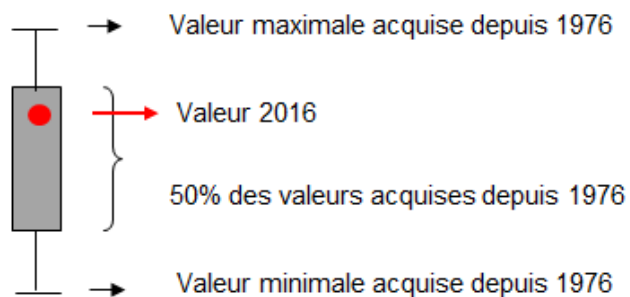 Valeur maximale acquise depuis 1976
Valeur 2016
50% des valeurs acquises depuis 1976
Valeur minimale acquise depuis 1976